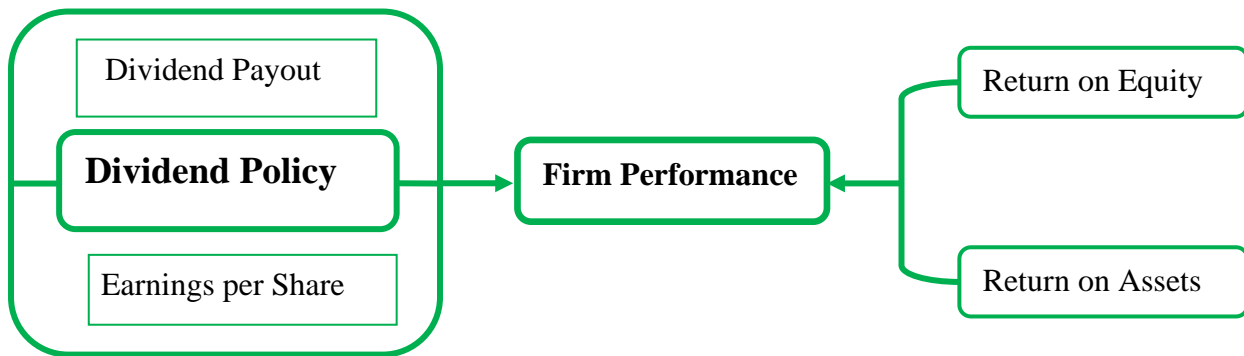 Dividend Payout
Dividend Policy
Earnings per Share
Firm Performance
Return on Equity
Return on Assets